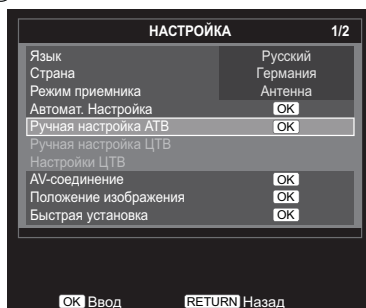 НАСТРОЙКА 1/2
Язык Русский
Страна Германия
Режим приемника Антенна
Автомат. Настройка OK
Ручная настройка АТВ OK
Ручная настройка ЦТВ
Настройки ЦТВ
AV-соединение OK
Положение изображения OK
Быстрая установка OK
OK Ввод RETURN Назад